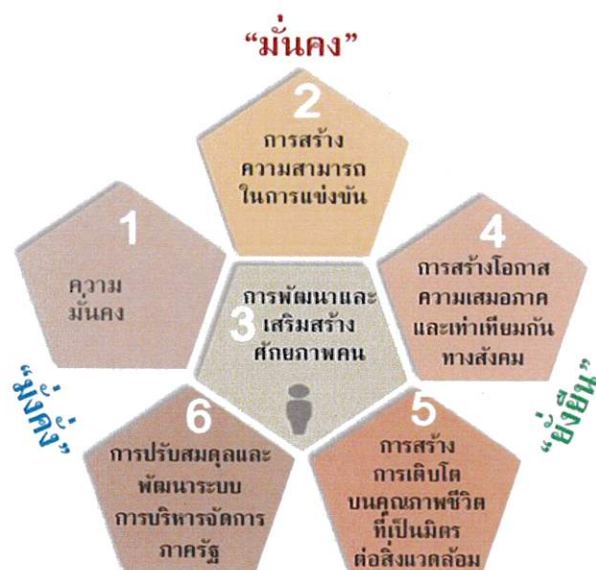 “มั่นคง”
1
ความ
มั่นคง
2
การสร้าง
ความสามารถ
ในการแข่งขัน
3
การพัฒนาและ
เสริมสร้าง
ศักยภาพคน
4
การสร้างโอกาส
ความเสมอภาค
และเท่าเทียมกัน
ทางสังคม
5
การสร้าง
การเติบโต
บนคุณภาพชีวิต
ที่เป็นมิตร
ต่อสิ่งแวดล้อม
6
การปรับสมดุลและ
พัฒนาระบบ
การบริหารจัดการ
ภาครัฐ
“มั่งคั่ง”
“ยั่งยืน”